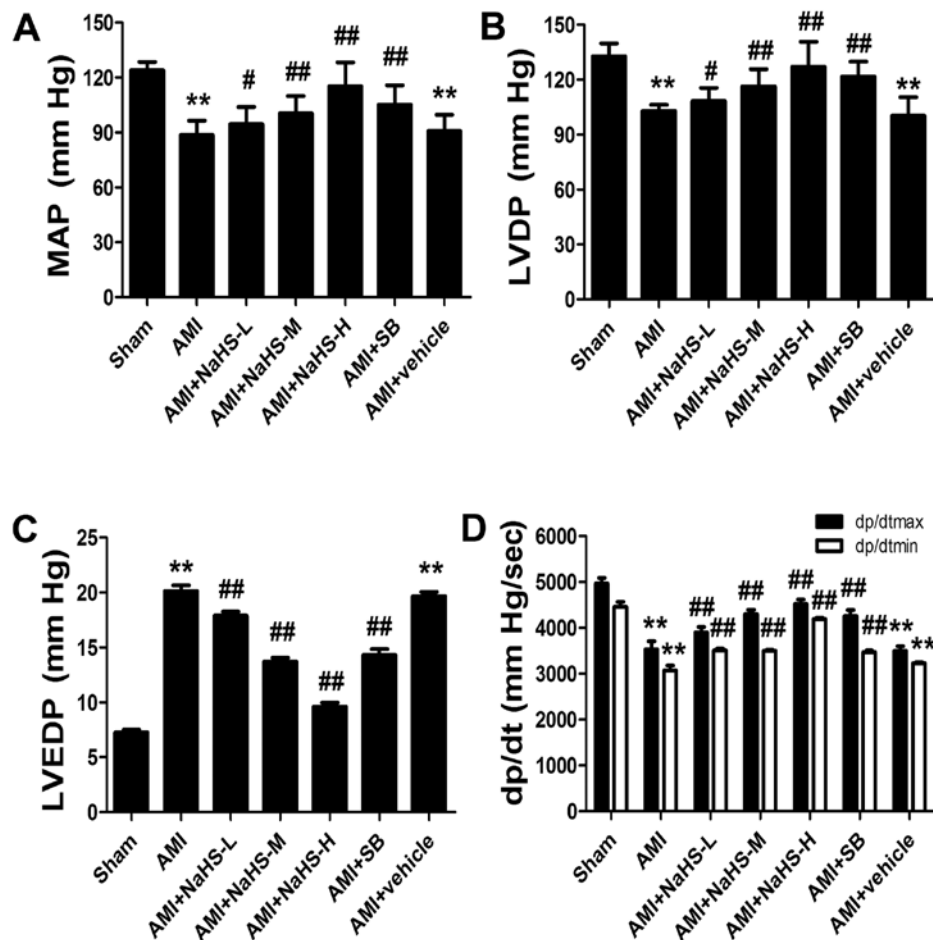 A
MAP (mm Hg)
150
120
90
60
30
0
**
#
##
##
##
**
Sham
AMI
AMI+NaHS-L
AMI+NaHS-M
AMI+NaHS-H
AMI+SB
AMI+vehicle
B
LVDP (mm Hg)
150
120
90
60
30
0
**
#
##
##
##
**
Sham
AMI
AMI+NaHS-L
AMI+NaHS-M
AMI+NaHS-H
AMI+SB
AMI+vehicle
C
LVEDP (mm Hg)
25
20
15
10
5
0
**
##
##
##
##
**
Sham
AMI
AMI+NaHS-L
AMI+NaHS-M
AMI+NaHS-H
AMI+SB
AMI+vehicle
D
dp/dtmax
dp/dtmin
dp/dt (mm Hg/sec)
6000
5000
4000
3000
2000
1000
0
**
**
##
##
##
##
##
##
##
##
**
**
Sham
AMI
AMI+NaHS-L
AMI+NaHS-M
AMI+NaHS-H
AMI+SB
AMI+vehicle